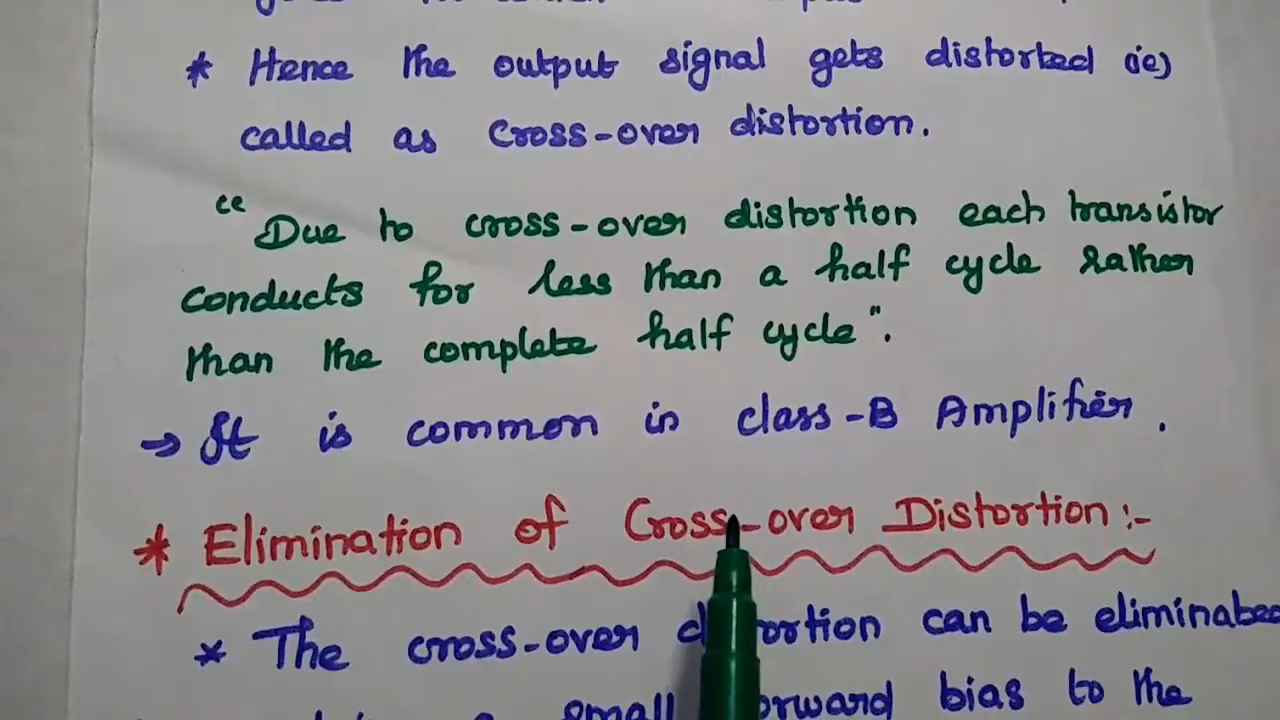 * Hence the output signal gets distorted (ie)
called as Cross-over distortion.
"Due to cross-over distortion each transistor
conducts for less than a half cycle rather
than the complete half cycle".
→ It is common in class-B Amplifier.
* Elimination of Cross-over Distortion :-
* The cross-over distortion can be eliminated
a small forward bias to the